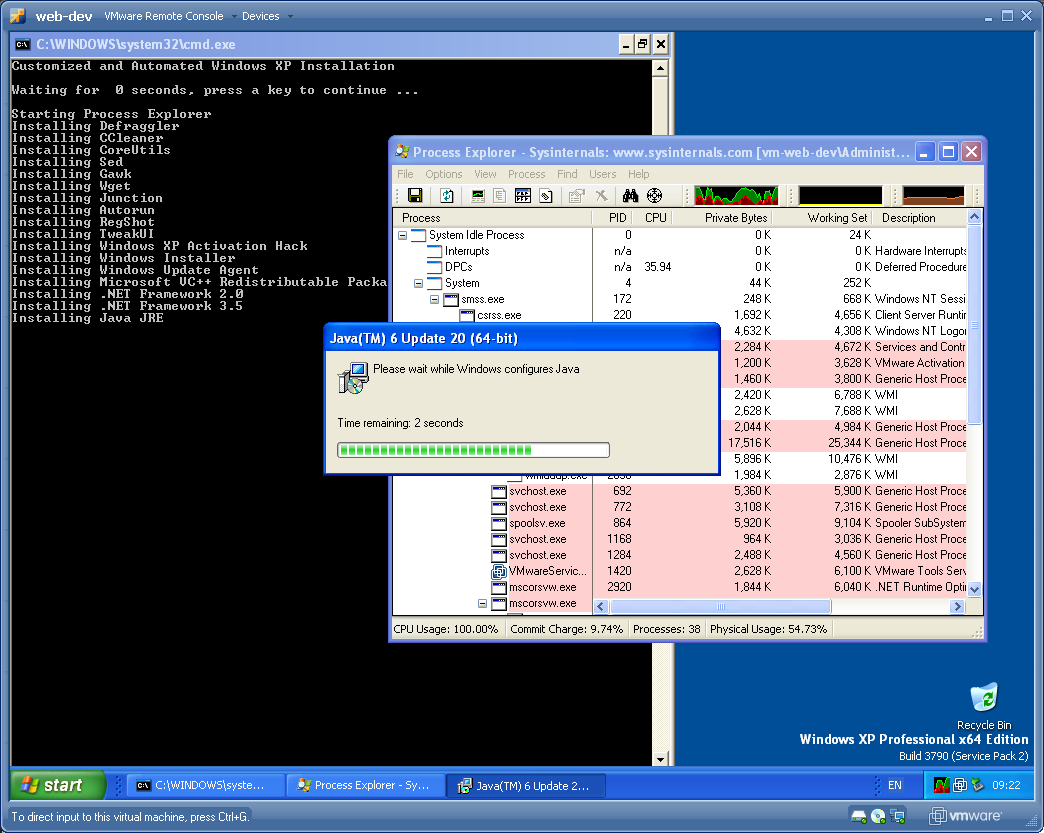 web-dev VMware Remote Console Devices
C:\WINDOWS\system32\cmd.exe
Customized and Automated Windows XP Installation
Waiting for  0 seconds, press a key to continue ...
Starting Process Explorer
Installing Defraggler
Installing CCleaner
Installing CoreUtils
Installing Sed
Installing Gawk
Installing Wget
Installing Junction
Installing Autorun
Installing RegShot
Installing TweakUI
Installing Windows XP Activation Hack
Installing Windows Installer
Installing Windows Update Agent
Installing Microsoft VC++ Redistributable Packa
Installing .NET Framework 2.0
Installing .NET Framework 3.5
Installing Java JRE
Process Explorer - Sysinternals: www.sysinternals.com [vm-web-dev\Administ...
File Options View Process Find Users Help
Process PID CPU Private Bytes Working Set Description
System Idle Process 0 0 K 24 K
Interrupts n/a 0 K 0 K Hardware Interrupts
DPCs n/a 35.94 0 K 0 K Deferred Procedure
System 4 44 K 252 K
smss.exe 172 248 K 668 K Windows NT Sessi
csrss.exe 220 1,692 K 4,656 K Client Server Runtin
4,632 K 4,308 K Windows NT Logor
2,284 K 4,672 K Services and Contr
1,200 K 3,628 K VMware Activation
1,460 K 3,800 K Generic Host Proce
2,420 K 6,788 K WMI
2,628 K 7,688 K WMI
2,044 K 4,984 K Generic Host Proce
17,516 K 25,344 K Generic Host Proce
5,896 K 10,476 K WMI
1,984 K 2,876 K WMI
svchost.exe 692 5,360 K 5,900 K Generic Host Proce
svchost.exe 772 3,108 K 7,316 K Generic Host Proce
spoolsv.exe 864 5,920 K 9,104 K Spooler SubSystem
svchost.exe 1168 964 K 3,036 K Generic Host Proce
svchost.exe 1284 2,488 K 4,560 K Generic Host Proce
VMwareServic... 1420 2,628 K 6,100 K VMware Tools Serv
mscorsvw.exe 2920 1,844 K 6,040 K .NET Runtime Optin
mscorsvw.exe
CPU Usage: 100.00% Commit Charge: 9.74% Processes: 38 Physical Usage: 54.73%
Java(TM) 6 Update 20 (64-bit)
Please wait while Windows configures Java
Time remaining: 2 seconds
Recycle Bin
Windows XP Professional x64 Edition
Build 3790 (Service Pack 2)
start C:\WINDOWS\syste... Process Explorer - Sy... Java(TM) 6 Update 2... EN 09:22
To direct input to this virtual machine, press Ctrl+G. vmware